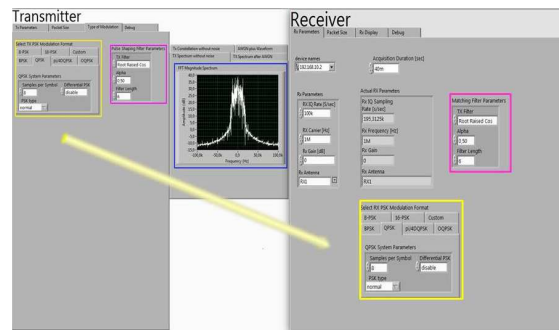 Transmitter
Tx Parameters Packet Size Type of Modulation Debug
Select TX PSK Modulation Format
8-PSK 16-PSK Custom
BPSK QPSK pi/4DQPSK OQPSK
QPSK System Parameters
Samples per Symbol Differential PSK
disable
PSK type
normal
Pulse Shaping Filter Parameters
TX Filter
Root Raised Cos
Alpha
0,50
Filter Length
6
Tx Constellation without noise AWGN plus Waveform
TX Spectrum without noise TX Spectrum after AWGN
FFT Magnitude Spectrum
Amplitude (dB)
Frequency (Hz)
Receiver
Rx Parameters Packet Size Rx Display Debug
device names
192.168.10.2
Acquisition Duration (sec)
40m
Rx Parameters
RX IQ Rate (S/sec)
100k
RX Carrier (Hz)
1M
Rx Gain (dB)
0
Rx Antenna
RX1
Actual RX Parameters
Rx IQ Sampling
Rate (s/sec)
195,3125k
Rx Frequency (Hz)
1M
Rx Gain
0
Rx Antenna
RX1
Matching Filter Parameters
TX Filter
Root Raised Cos
Alpha
0,50
Filter Length
6
Select RX PSK Modulation Format
8-PSK 16-PSK Custom
BPSK QPSK pi/4DQPSK OQPSK
QPSK System Parameters
Samples per Symbol Differential PSK
disable
PSK type
normal